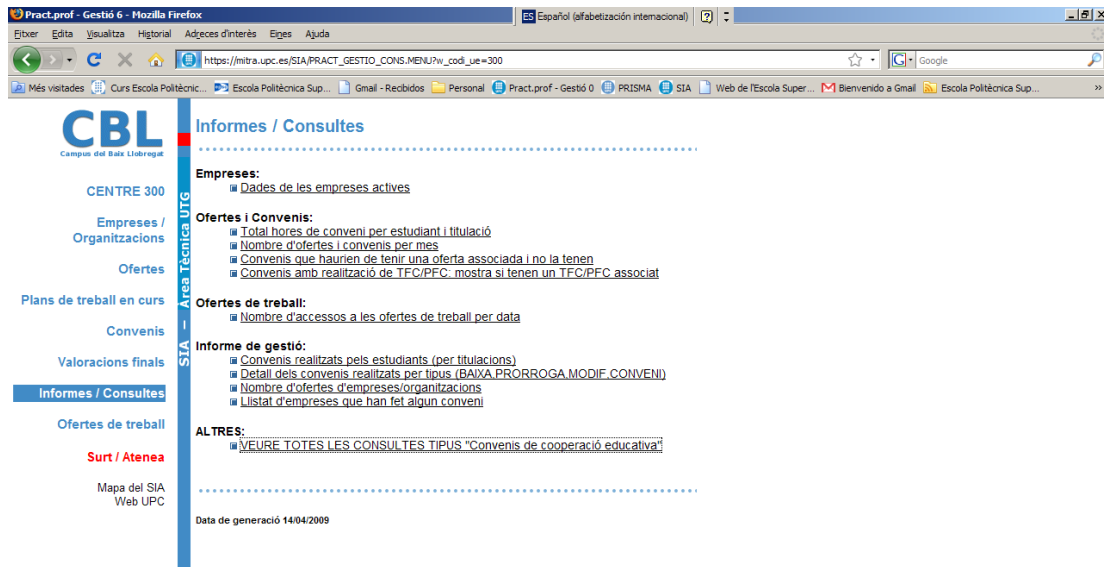 Pract.prof - Gestió 6 - Mozilla Firefox
ES Español (alfabetización internacional)
Fitxer Edita Visualitza Historial Adreces d'interès Eines Ajuda
https://mitra.upc.es/SIA/PRACT_GESTIO_CONS.MENU?w_codi_ue=300
G Google
Més visitades Curs Escola Politècnic... Escola Politècnica Sup... Gmail - Recibidos Personal Pract.prof - Gestió 0 PRISMA SIA Web de l'Escola Super... Bienvenido a Gmail Escola Politècnica Sup... »
CBL
Campus del Baix Llobregat
CENTRE 300
Empreses /
Organitzacions
Ofertes
Plans de treball en curs
Convenis
Valoracions finals
Informes / Consultes
Ofertes de treball
Surt / Atenea
Mapa del SIA
Web UPC
SIA - Àrea Tècnica UTG
Informes / Consultes
Empreses:
Dades de les empreses actives
Ofertes i Convenis:
Total hores de conveni per estudiant i titulació
Nombre d'ofertes i convenis per mes
Convenis que haurien de tenir una oferta associada i no la tenen
Convenis amb realització de TFC/PFC: mostra si tenen un TFC/PFC associat
Ofertes de treball:
Nombre d'accessos a les ofertes de treball per data
Informe de gestió:
Convenis realitzats pels estudiants (per titulacions)
Detall dels convenis realitzats per tipus (BAIXA,PRORROGA,MODIF,CONVENI)
Nombre d'ofertes d'empreses/organitzacions
Llistat d'empreses que han fet algun conveni
ALTRES:
VEURE TOTES LES CONSULTES TIPUS "Convenis de cooperació educativa"
Data de generació 14/04/2009